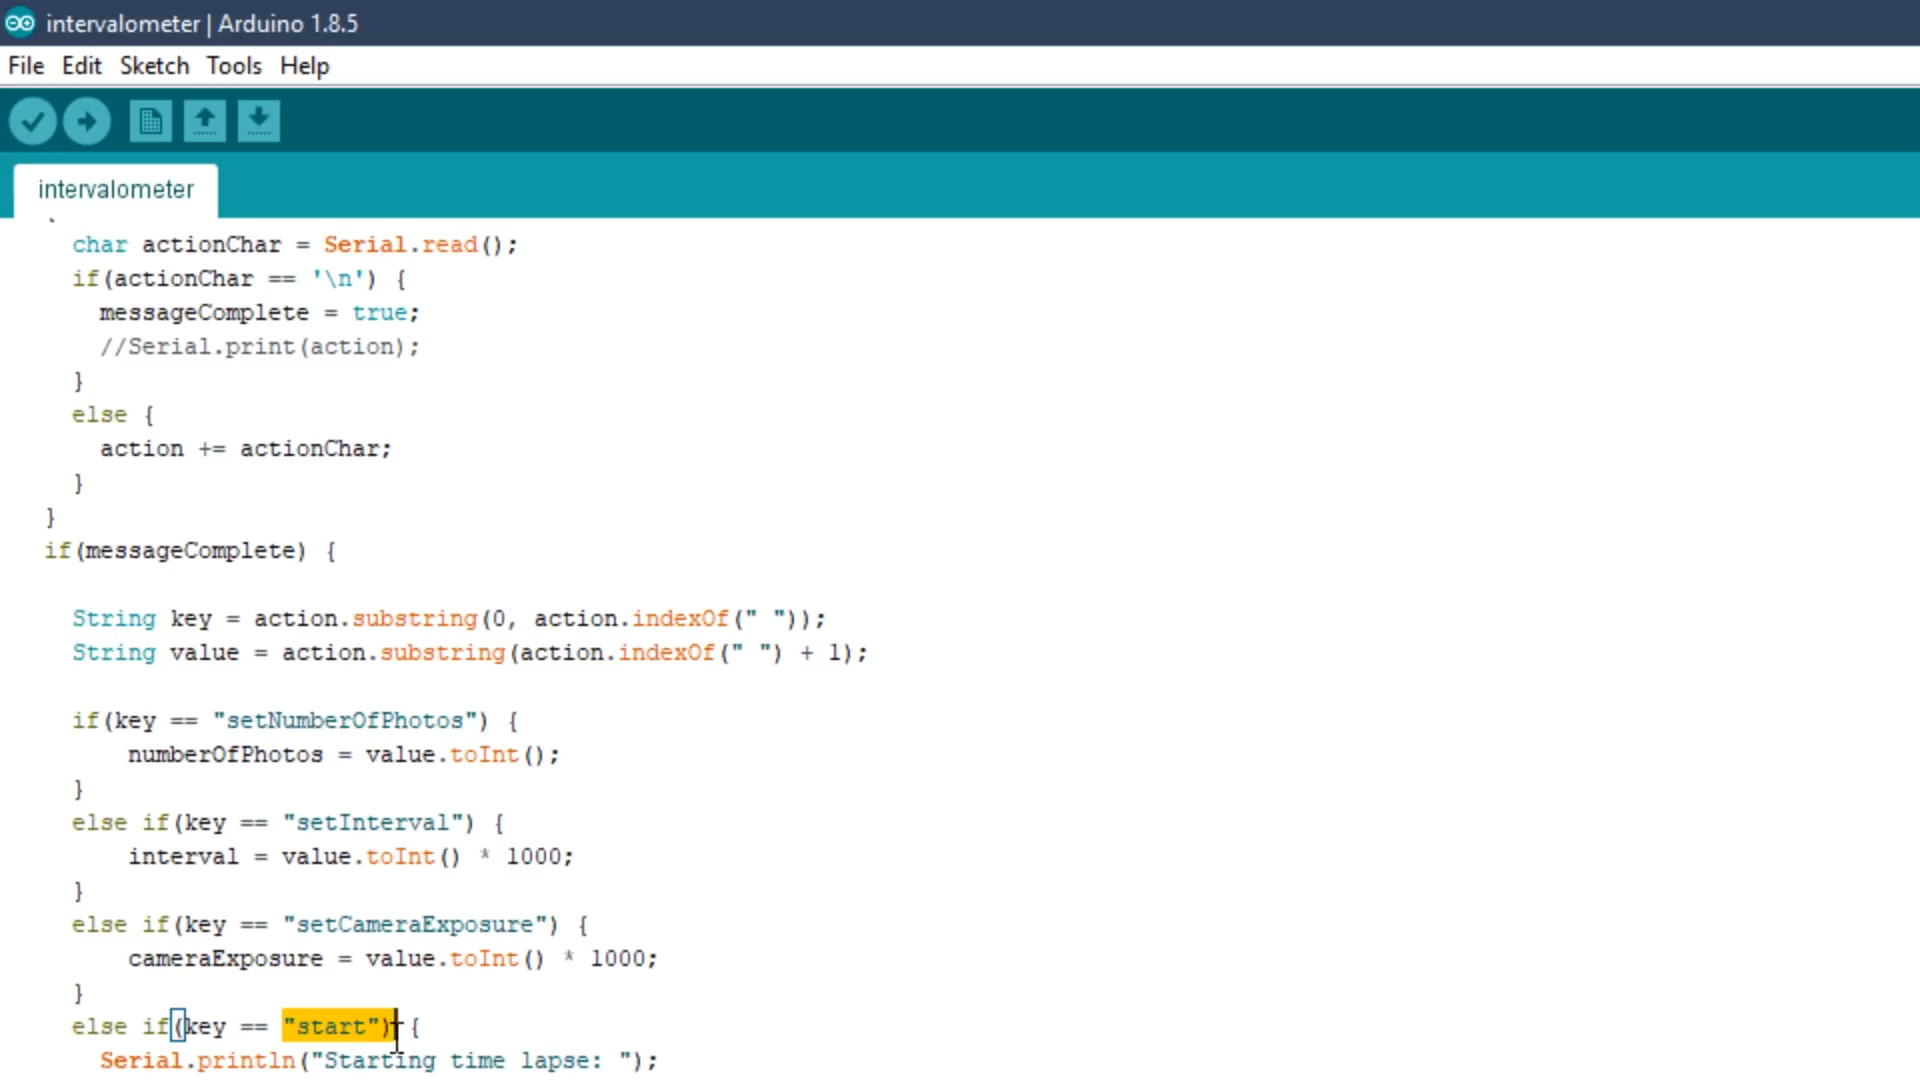 intervalometer | Arduino 1.8.5
File Edit Sketch Tools Help
intervalometer
char actionChar = Serial.read();
if(actionChar == '\n') {
messageComplete = true;
//Serial.print(action);
}
else {
action += actionChar;
}
}
if(messageComplete) {
String key = action.substring(0, action.indexOf(" "));
String value = action.substring(action.indexOf(" ") + 1);
if(key == "setNumberOfPhotos") {
numberOfPhotos = value.toInt();
}
else if(key == "setInterval") {
interval = value.toInt() * 1000;
}
else if(key == "setCameraExposure") {
cameraExposure = value.toInt() * 1000;
}
else if(key == "start") {
Serial.println("Starting time lapse: ");